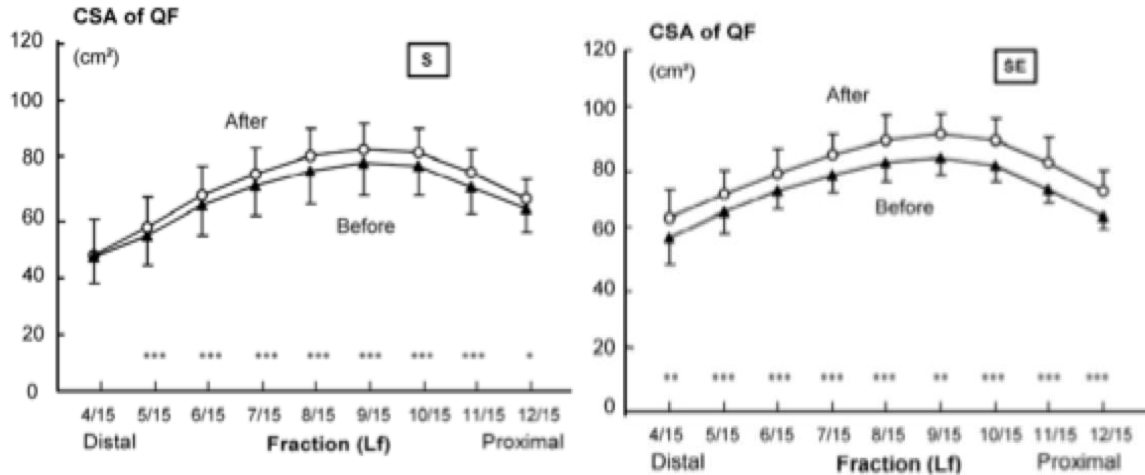 CSA of QF
(cm²)
S
120
100
80
60
40
20
0
After
Before
*** *** *** *** *** *** *** *
4/15 5/15 6/15 7/15 8/15 9/15 10/15 11/15 12/15
Distal Fraction (Lf) Proximal
CSA of QF
(cm²)
SE
120
100
80
60
40
20
0
After
Before
** *** *** *** *** ** *** *** ***
4/15 5/15 6/15 7/15 8/15 9/15 10/15 11/15 12/15
Distal Fraction (Lf) Proximal